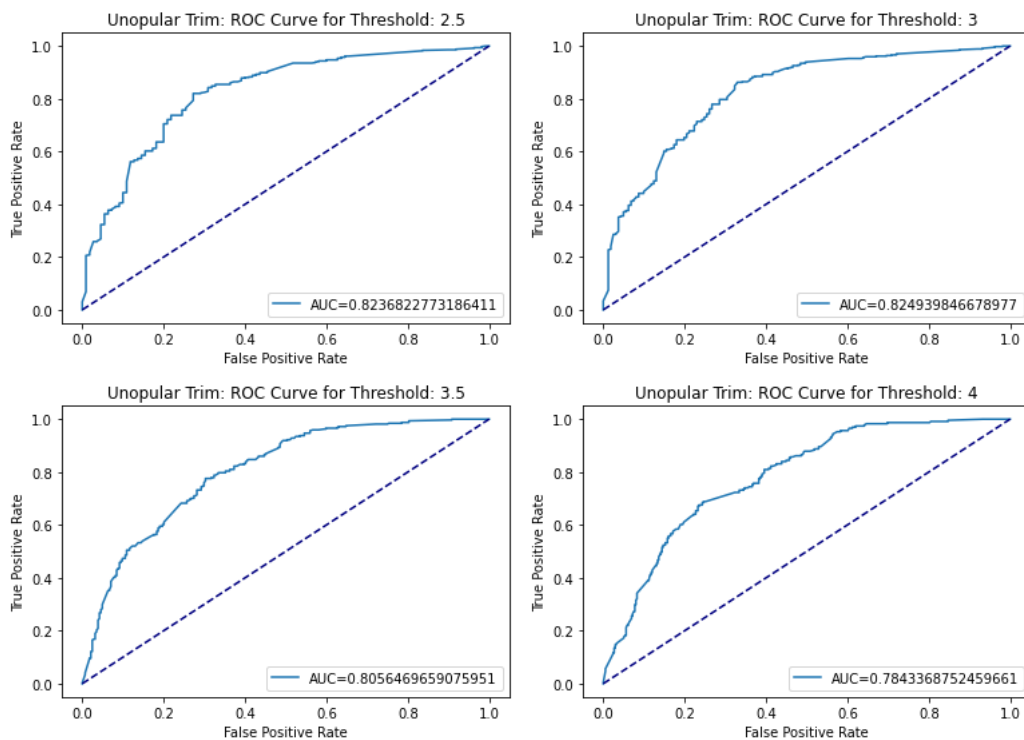 Unopular Trim: ROC Curve for Threshold: 2.5
1.0
0.8
0.6
0.4
0.2
0.0
True Positive Rate
AUC=0.8236822773186411
0.0 0.2 0.4 0.6 0.8 1.0
False Positive Rate
Unopular Trim: ROC Curve for Threshold: 3
1.0
0.8
0.6
0.4
0.2
0.0
True Positive Rate
AUC=0.824939846678977
0.0 0.2 0.4 0.6 0.8 1.0
False Positive Rate
Unopular Trim: ROC Curve for Threshold: 3.5
1.0
0.8
0.6
0.4
0.2
0.0
True Positive Rate
AUC=0.8056469659075951
0.0 0.2 0.4 0.6 0.8 1.0
False Positive Rate
Unopular Trim: ROC Curve for Threshold: 4
1.0
0.8
0.6
0.4
0.2
0.0
True Positive Rate
AUC=0.7843368752459661
0.0 0.2 0.4 0.6 0.8 1.0
False Positive Rate